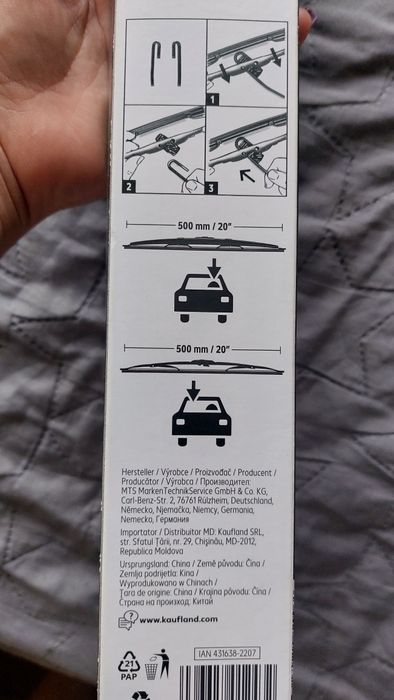 1
2
3
500 mm / 20"
500 mm / 20"
Hersteller / Výrobce / Proizvođač / Producent /
Producător / Výrobca / Производител:
MTS MarkenTechnikService GmbH & Co. KG,
Carl-Benz-Str. 2, 76761 Rülzheim, Deutschland,
Německo, Njemačka, Niemcy, Germania,
Nemecko, Германия
Importator / Distribuitor MD: Kaufland SRL,
str. Sfatul Țării, nr. 29, Chișinău, MD-2012,
Republica Moldova
Ursprungsland: China / Země původu: Čína /
Zemlja podrijetla: Kina /
Wyprodukowano w Chinach /
Țara de origine: China / Krajina pôvodu: Čína /
Страна на произход: Китай
www.kaufland.com
IAN 431638-2207
21
PAP